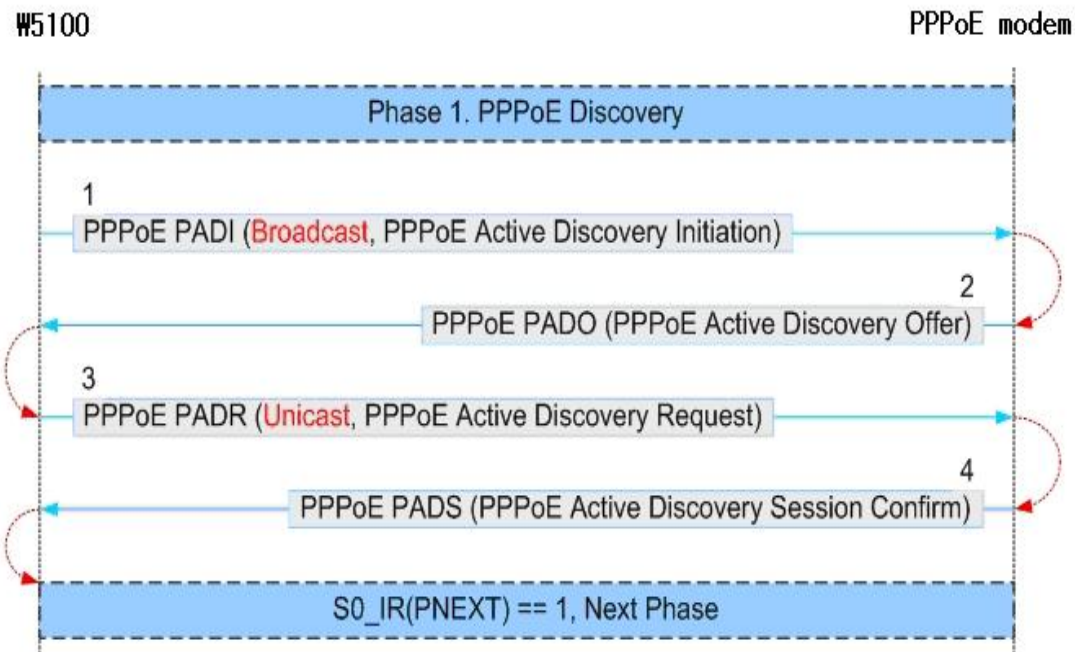 W5100
PPPoE modem
Phase 1. PPPoE Discovery
1
PPPoE PADI (Broadcast, PPPoE Active Discovery Initiation)
2
PPPoE PADO (PPPoE Active Discovery Offer)
3
PPPoE PADR (Unicast, PPPoE Active Discovery Request)
4
PPPoE PADS (PPPoE Active Discovery Session Confirm)
S0_IR(PNEXT) == 1, Next Phase